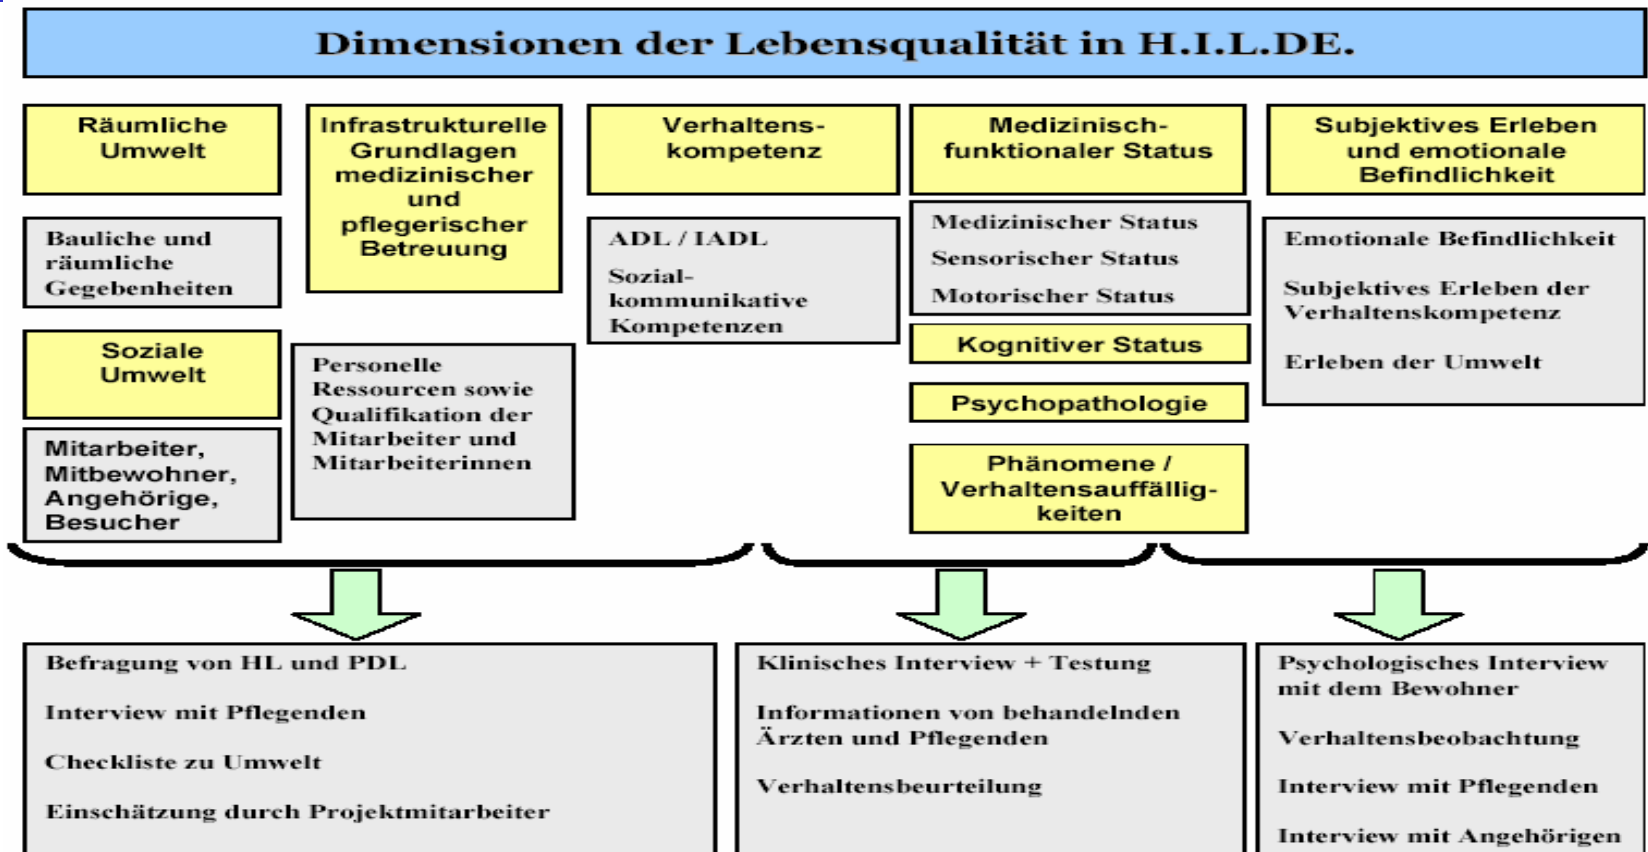 Dimensionen der Lebensqualität in H.I.L.DE.
Räumliche
Umwelt
Bauliche und
räumliche
Gegebenheiten
Soziale
Umwelt
Mitarbeiter,
Mitbewohner,
Angehörige,
Besucher
Infrastrukturelle
Grundlagen
medizinischer
und
pflegerischer
Betreuung
Personelle
Ressourcen sowie
Qualifikation der
Mitarbeiter und
Mitarbeiterinnen
Verhaltens-
kompetenz
ADL / IADL
Sozial-
kommunikative
Kompetenzen
Medizinisch-
funktionaler Status
Medizinischer Status
Sensorischer Status
Motorischer Status
Kognitiver Status
Psychopathologie
Phänomene /
Verhaltensauffällig-
keiten
Subjektives Erleben
und emotionale
Befindlichkeit
Emotionale Befindlichkeit
Subjektives Erleben der
Verhaltenskompetenz
Erleben der Umwelt
Befragung von HL und PDL
Interview mit Pflegenden
Checkliste zu Umwelt
Einschätzung durch Projektmitarbeiter
Klinisches Interview + Testung
Informationen von behandelnden
Ärzten und Pflegenden
Verhaltensbeurteilung
Psychologisches Interview
mit dem Bewohner
Verhaltensbeobachtung
Interview mit Pflegenden
Interview mit Angehörigen